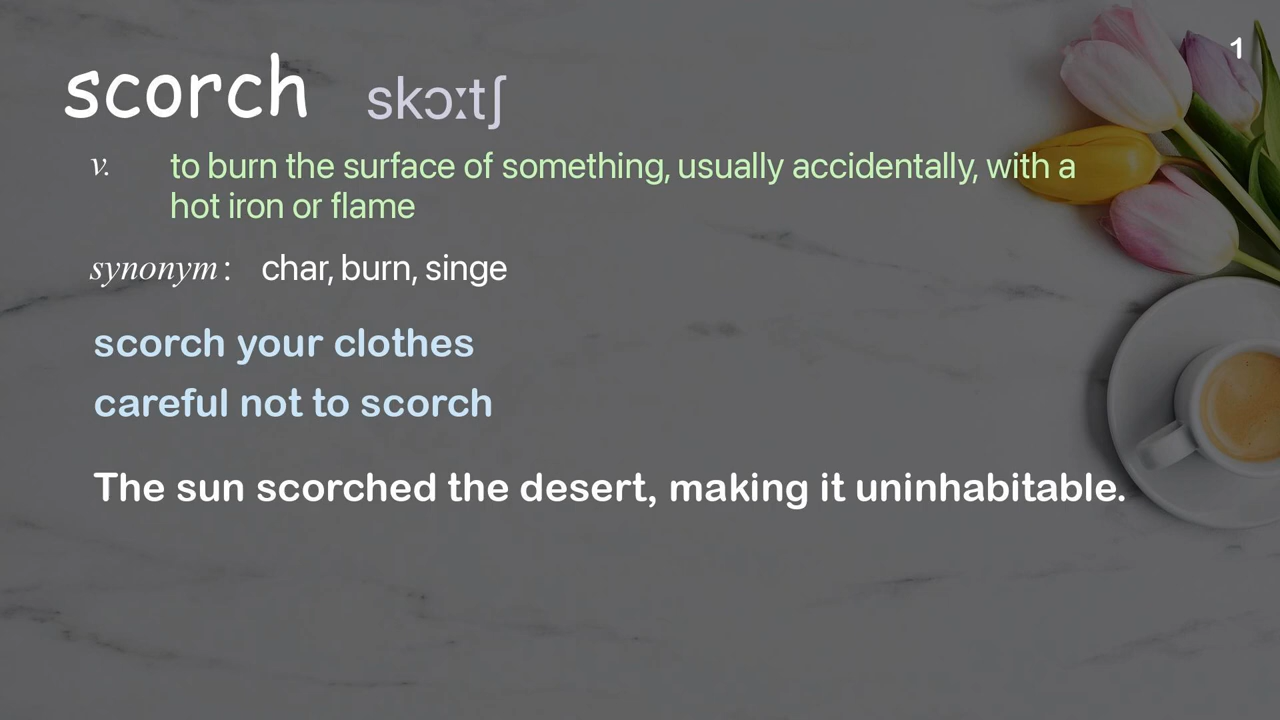 1
scorch skɔːtʃ
v. to burn the surface of something, usually accidentally, with a
hot iron or flame
synonym: char, burn, singe
scorch your clothes
careful not to scorch
The sun scorched the desert, making it uninhabitable.